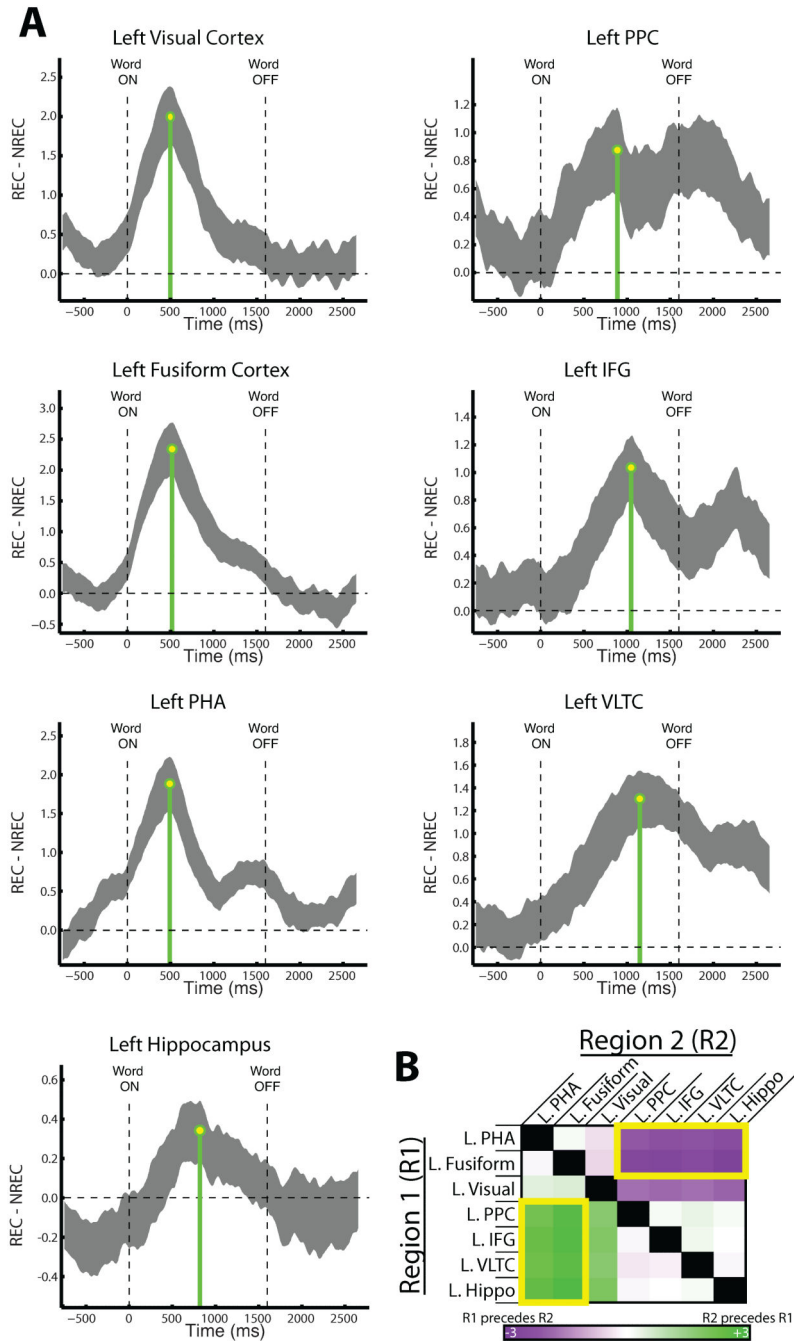 A
Left Visual Cortex
Word ON
Word OFF
REC - NREC
2.5
2.0
1.5
1.0
0.5
0.0
−500 0 500 1000 1500 2000 2500
Time (ms)
Left PPC
Word ON
Word OFF
REC - NREC
1.2
1.0
0.8
0.6
0.4
0.2
0.0
−500 0 500 1000 1500 2000 2500
Time (ms)
Left Fusiform Cortex
Word ON
Word OFF
REC - NREC
3.0
2.5
2.0
1.5
1.0
0.5
0.0
−0.5
−500 0 500 1000 1500 2000 2500
Time (ms)
Left IFG
Word ON
Word OFF
REC - NREC
1.4
1.2
1.0
0.8
0.6
0.4
0.2
0.0
−500 0 500 1000 1500 2000 2500
Time (ms)
Left PHA
Word ON
Word OFF
REC - NREC
2.5
2.0
1.5
1.0
0.5
0.0
−500 0 500 1000 1500 2000 2500
Time (ms)
Left VLTC
Word ON
Word OFF
REC - NREC
1.8
1.6
1.4
1.2
1.0
0.8
0.6
0.4
0.2
0.0
−500 0 500 1000 1500 2000 2500
Time (ms)
Left Hippocampus
Word ON
Word OFF
REC - NREC
0.6
0.4
0.2
0.0
−0.2
−0.4
−500 0 500 1000 1500 2000 2500
Time (ms)
B
Region 2 (R2)
L. PHA
L. Fusiform
L. Visual
L. PPC
L. IFG
L. VLTC
L. Hippo
Region 1 (R1)
L. PHA
L. Fusiform
L. Visual
L. PPC
L. IFG
L. VLTC
L. Hippo
R1 precedes R2
R2 precedes R1
-3
+3